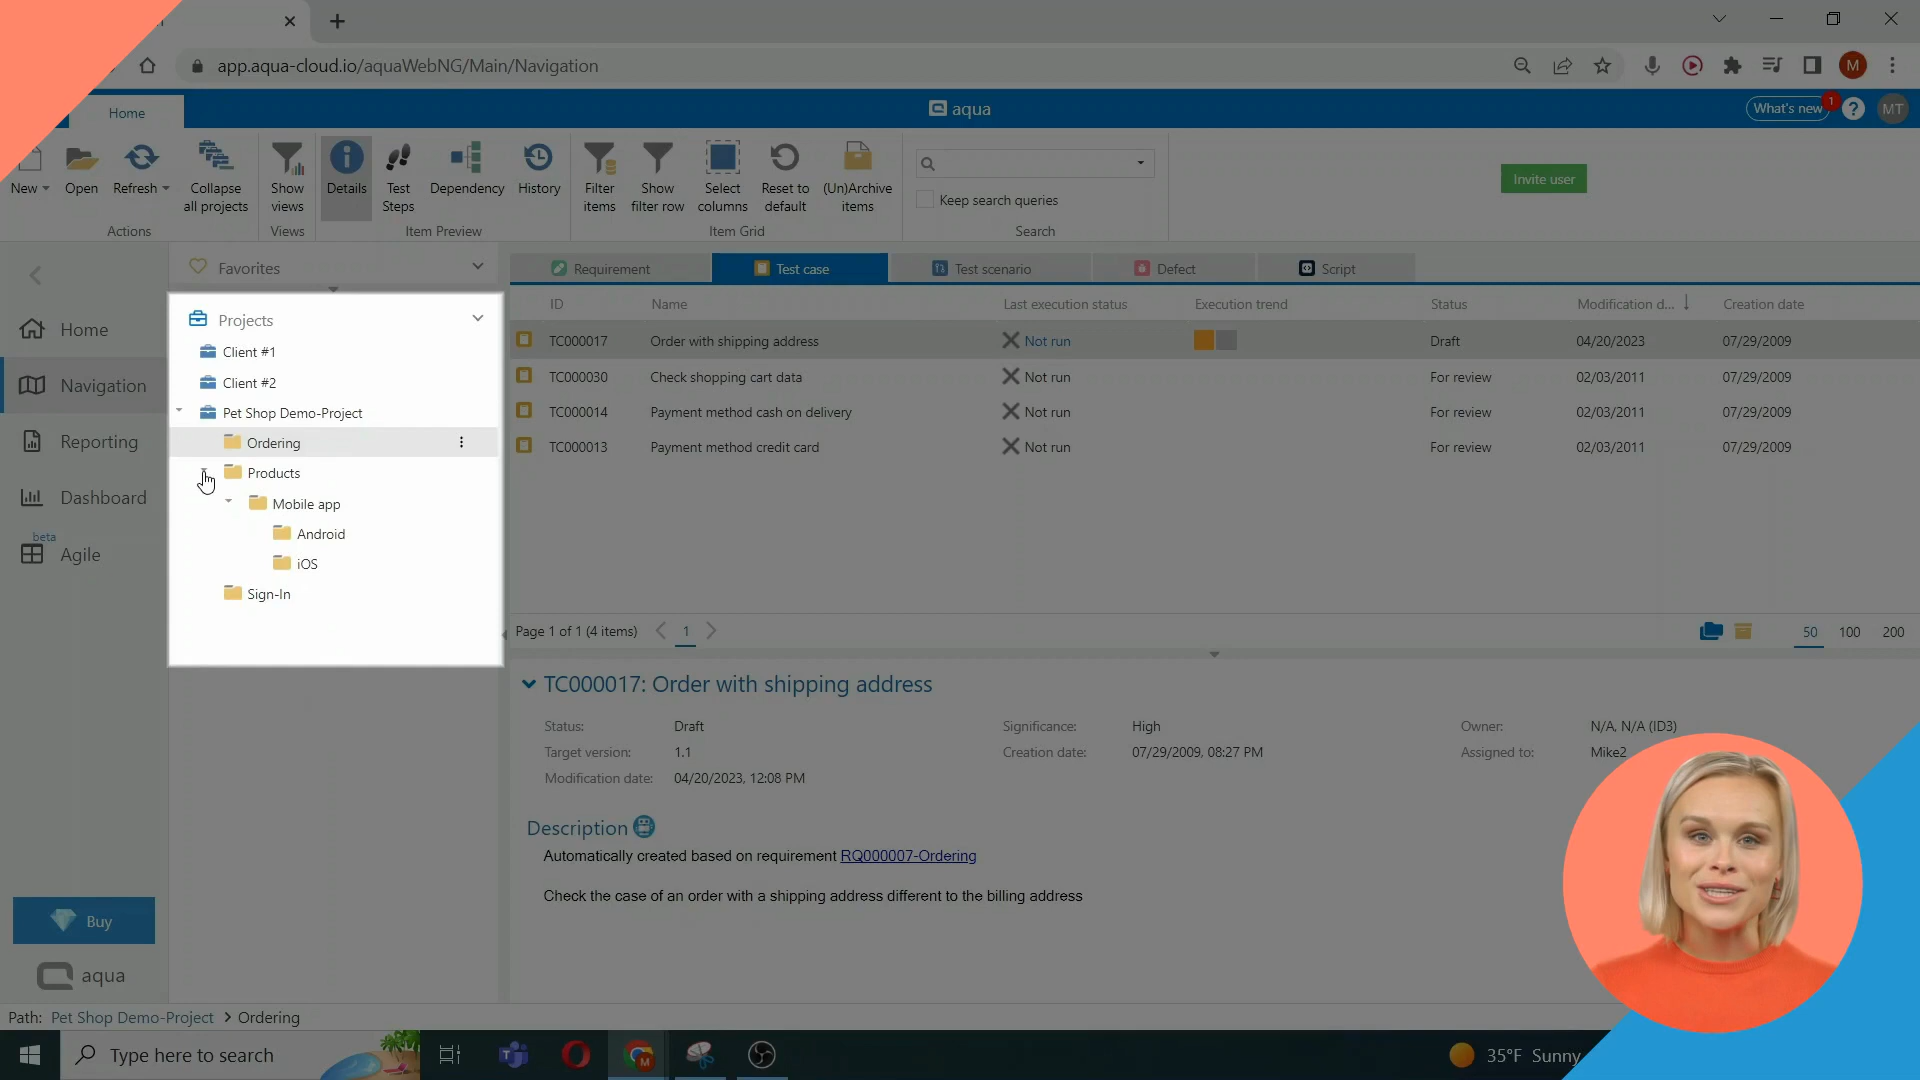 app.aqua-cloud.io/aquaWebNG/Main/Navigation
M
Home
aqua
What's new
1
?
MT
New
Open
Refresh
Collapse all projects
Actions
Show views
Views
Details
Test Steps
Dependency
History
Item Preview
Filter items
Show filter row
Select columns
Reset to default
(Un)Archive items
Item Grid
Keep search queries
Search
Invite user
Home
Navigation
Reporting
Dashboard
beta
Agile
Buy
aqua
Favorites
Projects
Client #1
Client #2
Pet Shop Demo-Project
Ordering
Products
Mobile app
Android
iOS
Sign-In
Requirement
Test case
Test scenario
Defect
Script
ID Name Last execution status Execution trend Status Modification d... Creation date
TC000017 Order with shipping address Not run Draft 04/20/2023 07/29/2009
TC000030 Check shopping cart data Not run For review 02/03/2011 07/29/2009
TC000014 Payment method cash on delivery Not run For review 02/03/2011 07/29/2009
TC000013 Payment method credit card Not run For review 02/03/2011 07/29/2009
Page 1 of 1 (4 items) 1 50 100 200
TC000017: Order with shipping address
Status: Draft Significance: High Owner: N/A, N/A (ID3)
Target version: 1.1 Creation date: 07/29/2009, 08:27 PM Assigned to: Mike2
Modification date: 04/20/2023, 12:08 PM
Description
Automatically created based on requirement RQ000007-Ordering
Check the case of an order with a shipping address different to the billing address
Path: Pet Shop Demo-Project > Ordering
Type here to search
35°F Sunny